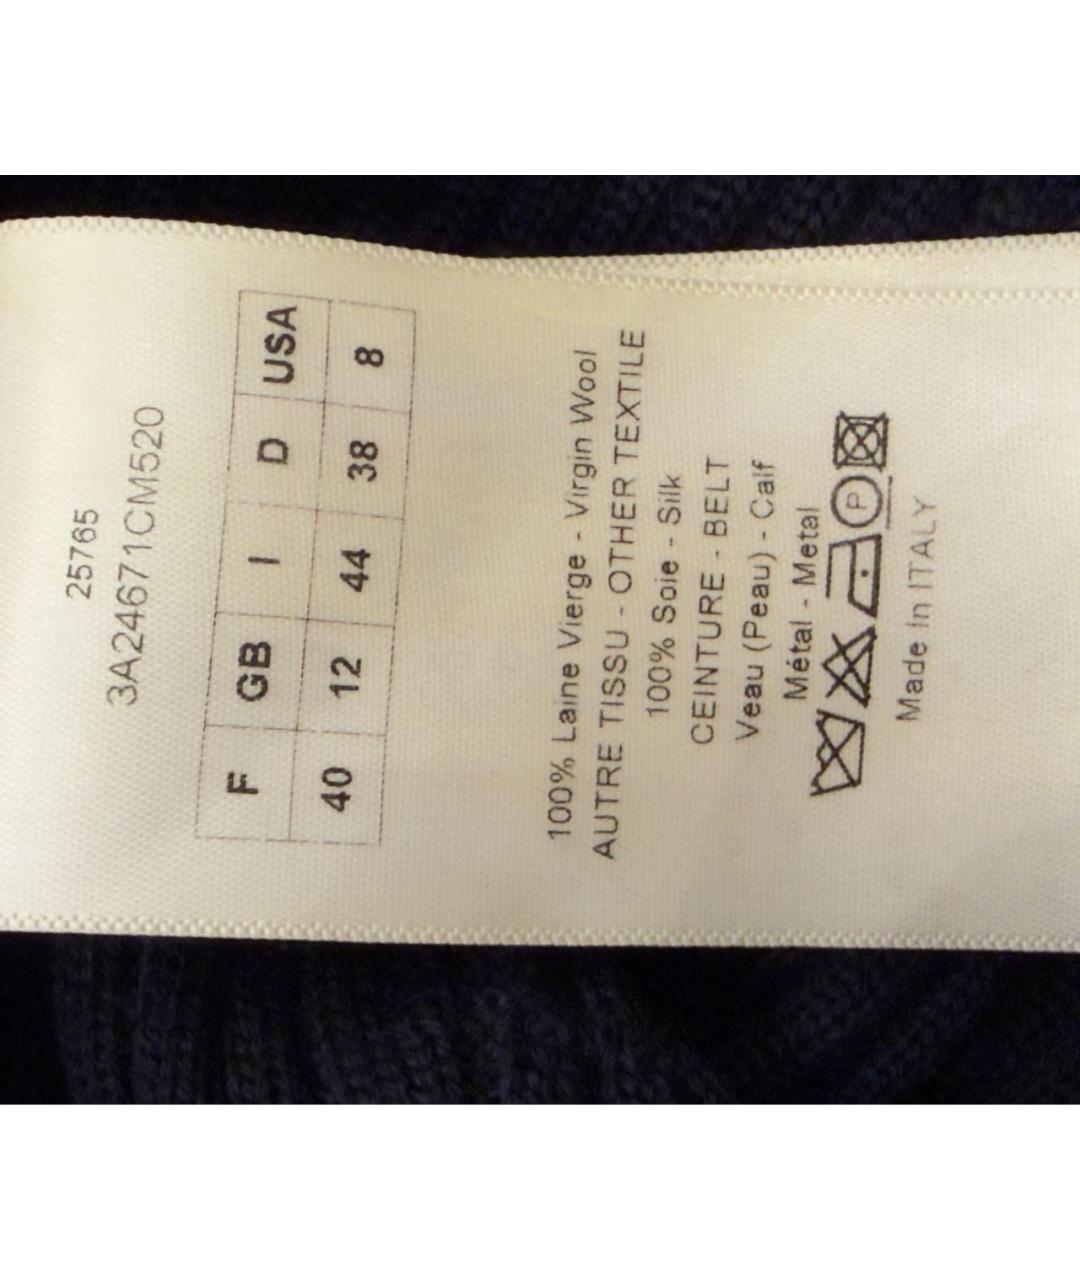 25765
3A24671CM520
F GB I D USA
40 12 44 38 8
100% Laine Vierge - Virgin Wool
AUTRE TISSU - OTHER TEXTILE
100% Soie - Silk
CEINTURE - BELT
Veau (Peau) - Calf
Métal - Metal
P
Made In ITALY